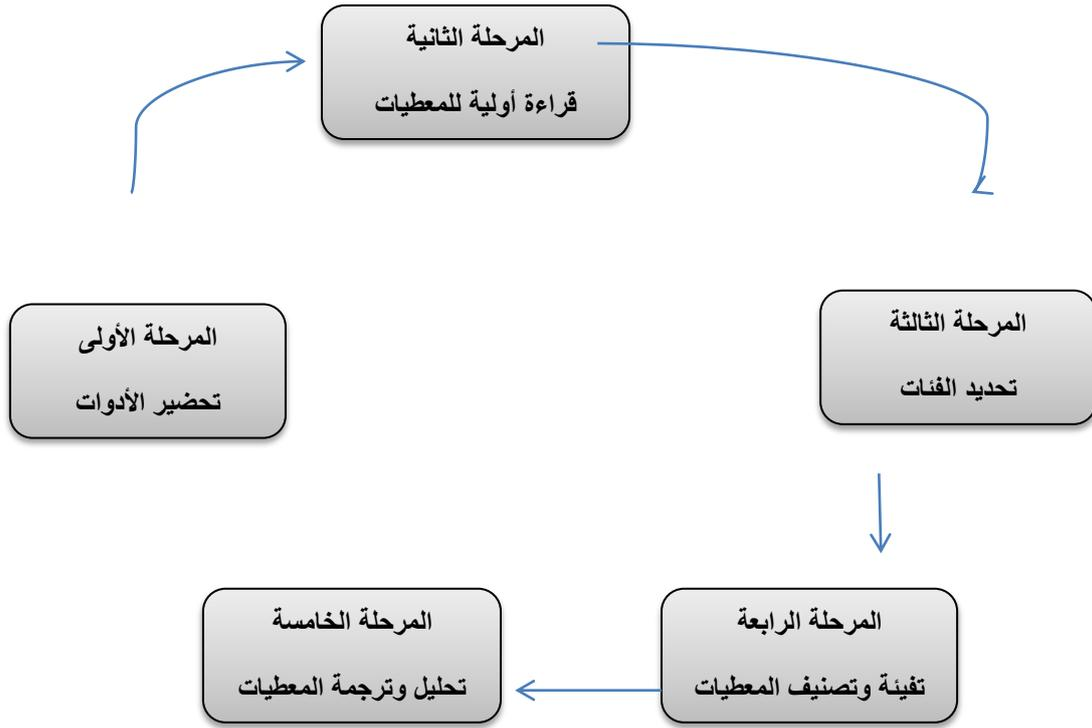 المرحلة الثانية
قراءة أولية للمعطيات
المرحلة الأولى
تحضير الأدوات
المرحلة الثالثة
تحديد الفئات
المرحلة الخامسة
تحليل وترجمة المعطيات
المرحلة الرابعة
تفيئة وتصنيف المعطيات